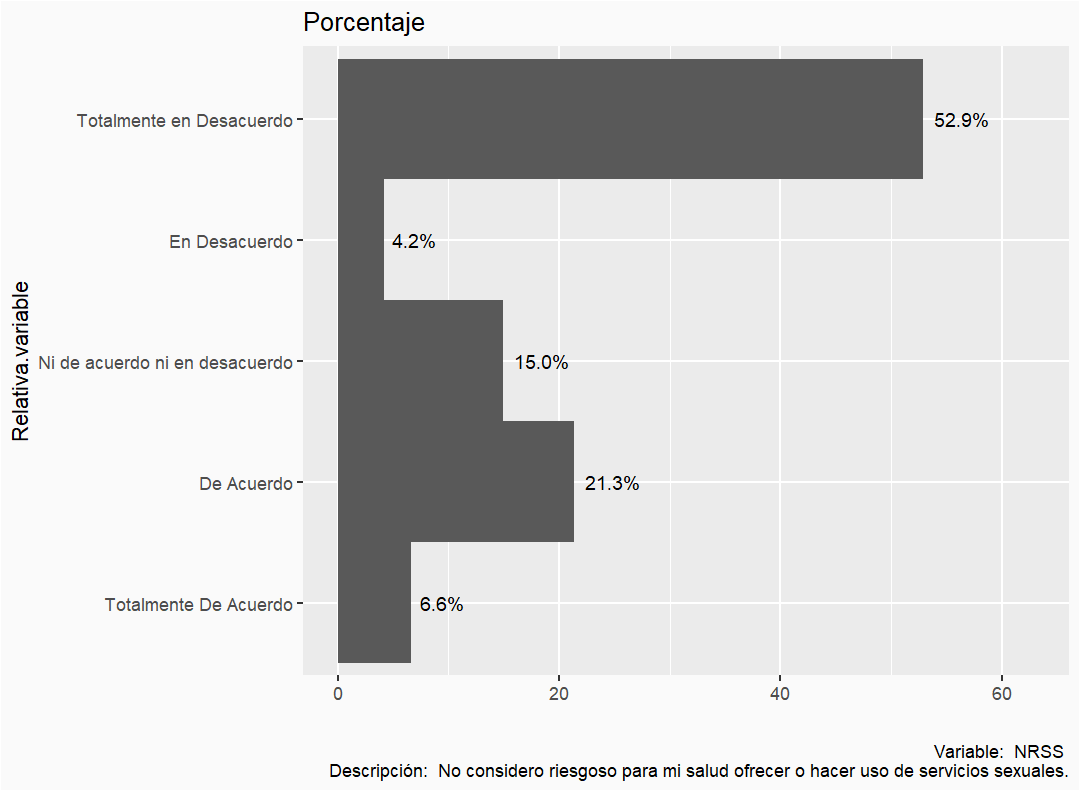 Porcentaje
Relativa.variable
Totalmente en Desacuerdo
52.9%
En Desacuerdo
4.2%
Ni de acuerdo ni en desacuerdo
15.0%
De Acuerdo
21.3%
Totalmente De Acuerdo
6.6%
0 20 40 60
Variable:  NRSS
Descripción:  No considero riesgoso para mi salud ofrecer o hacer uso de servicios sexuales.